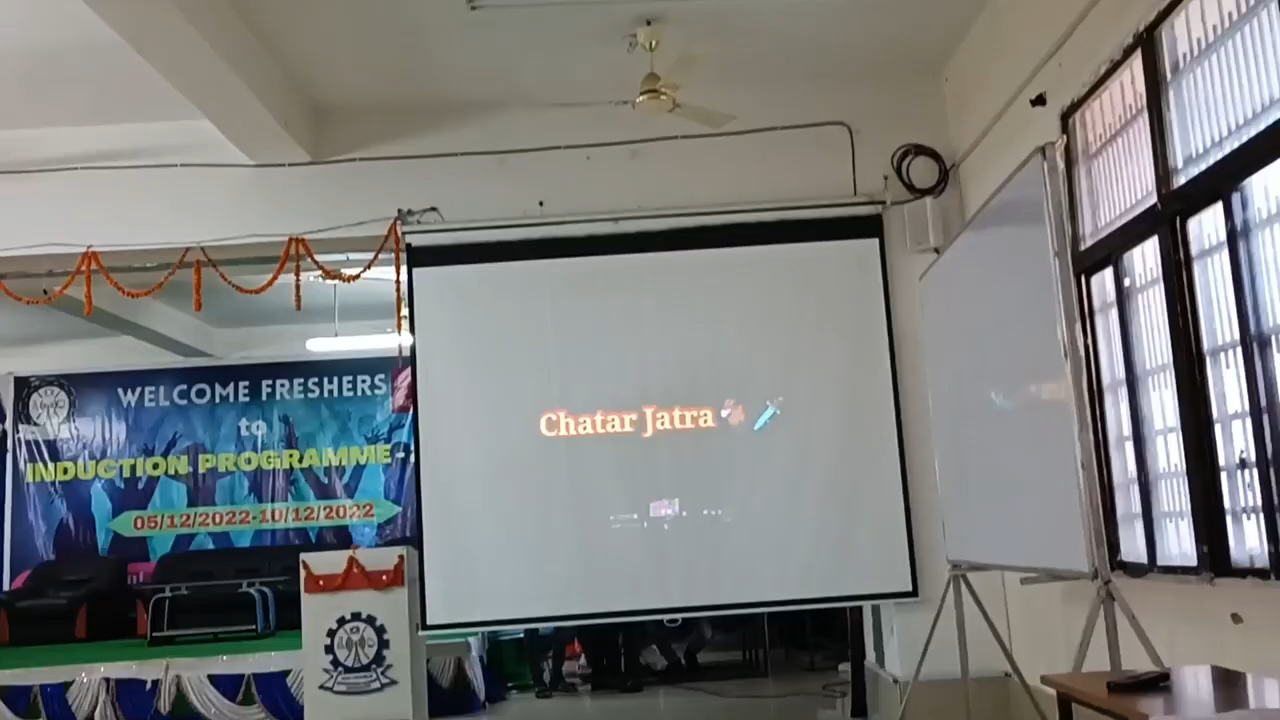 WELCOME FRESHERS
to
INDUCTION PROGRAMME-
05/12/2022-10/12/2022
Chatar Jatra